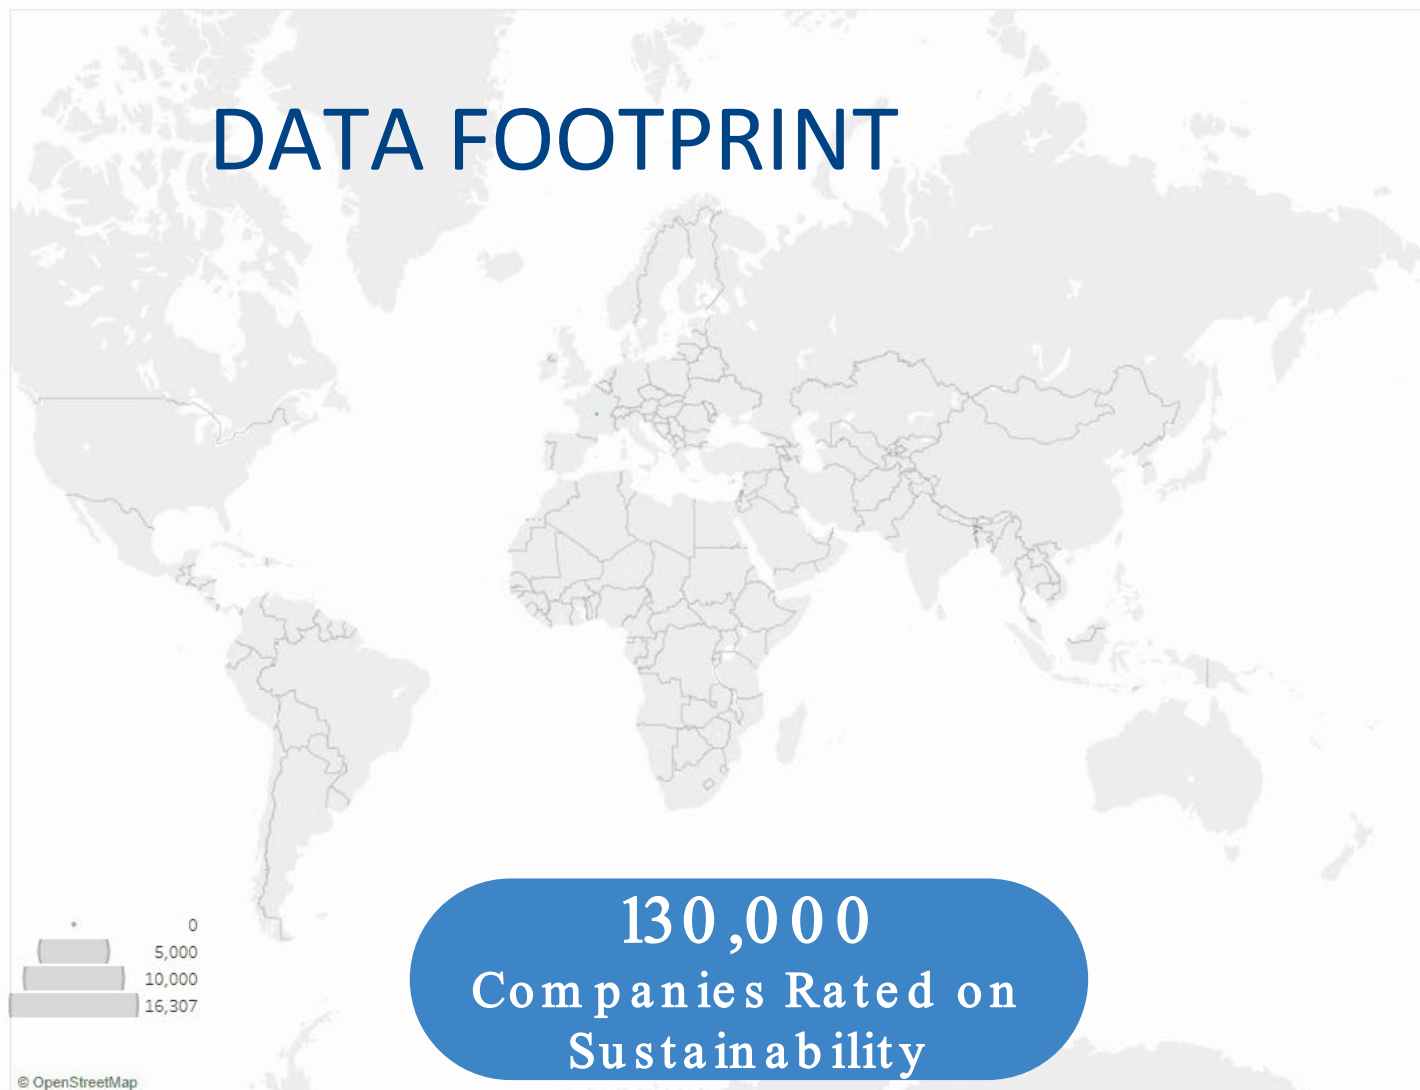 DATA FOOTPRINT
0
5,000
10,000
16,307
130,000
Companies Rated on
Sustainability
© OpenStreetMap